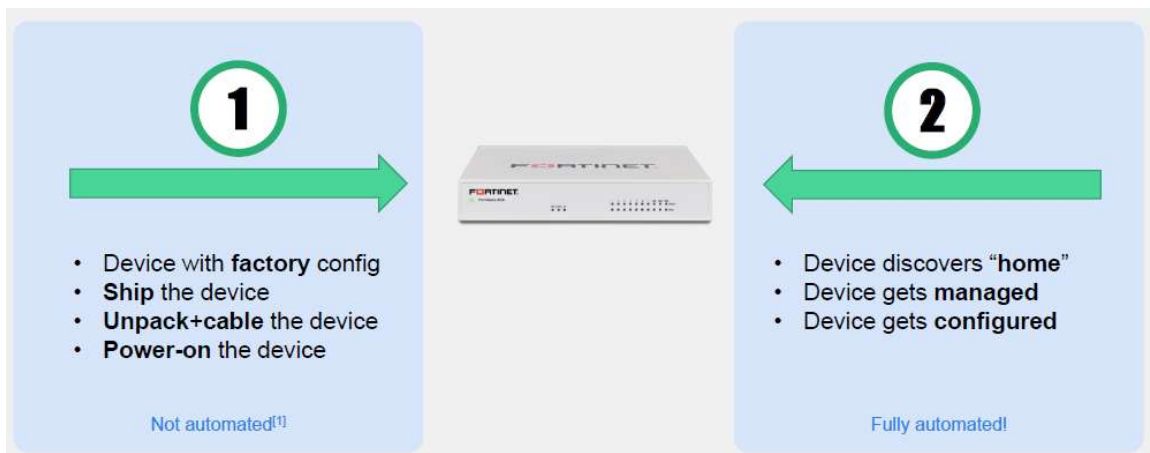 1
• Device with factory config
• Ship the device
• Unpack+cable the device
• Power-on the device
Not automated[1]
FORTINET
FORTINET
2
• Device discovers “home”
• Device gets managed
• Device gets configured
Fully automated!